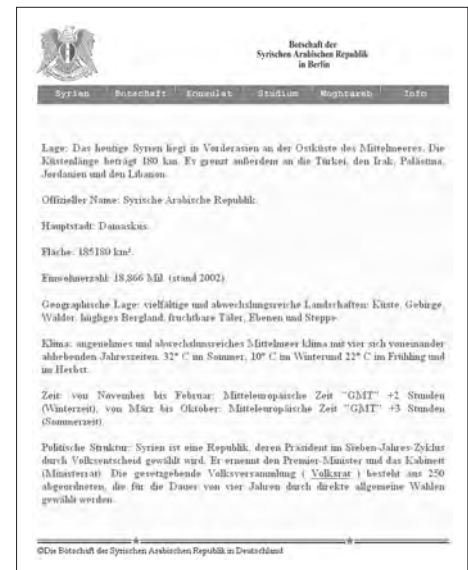 Botschaft der
Syrischen Arabischen Republik
in Berlin
Syrien Botschaft Konsulat Studium Moghtareb Info
Lage: Das heutige Syrien liegt in Vorderasien an der Ostküste des Mittelmeeres. Die
Küstenlänge beträgt 180 km. Es grenzt außerdem an die Türkei, den Irak, Palästina,
Jordanien und den Libanon.
Offizieller Name: Syrische Arabische Republik.
Hauptstadt: Damaskus.
Fläche: 185180 km².
Einwohnerzahl: 18,866 Mil. (stand 2002).
Geographische Lage: vielfältige und abwechslungsreiche Landschaften: Küste, Gebirge,
Wälder, hügliges Bergland, fruchtbare Täler, Ebenen und Steppe.
Klima: angenehmes und abwechslungsreiches Mittelmeer klima mit vier sich voneinander
abhebenden Jahreszeiten. 32° C im Sommer, 10° C im Winterund 22° C im Frühling und
im Herbst.
Zeit: von November bis Februar: Mitteleuropäische Zeit "GMT" +2 Stunden
(Winterzeit), von März bis Oktober: Mitteleuropäische Zeit "GMT" +3 Stunden
(Sommerzeit).
Politische Struktur: Syrien ist eine Republik, deren Präsident im Sieben-Jahres-Zyklus
durch Volksentscheid gewählt wird. Er ernennt den Premier-Minister und das Kabinett
(Ministerrat). Die gesetzgebende Volksversammlung ( Volksrat ) besteht aus 250
abgeordneten, die für die Dauer von vier Jahren durch direkte allgemeine Wahlen
gewählt werden.
©Die Botschaft der Syrischen Arabischen Republik in Deutschland